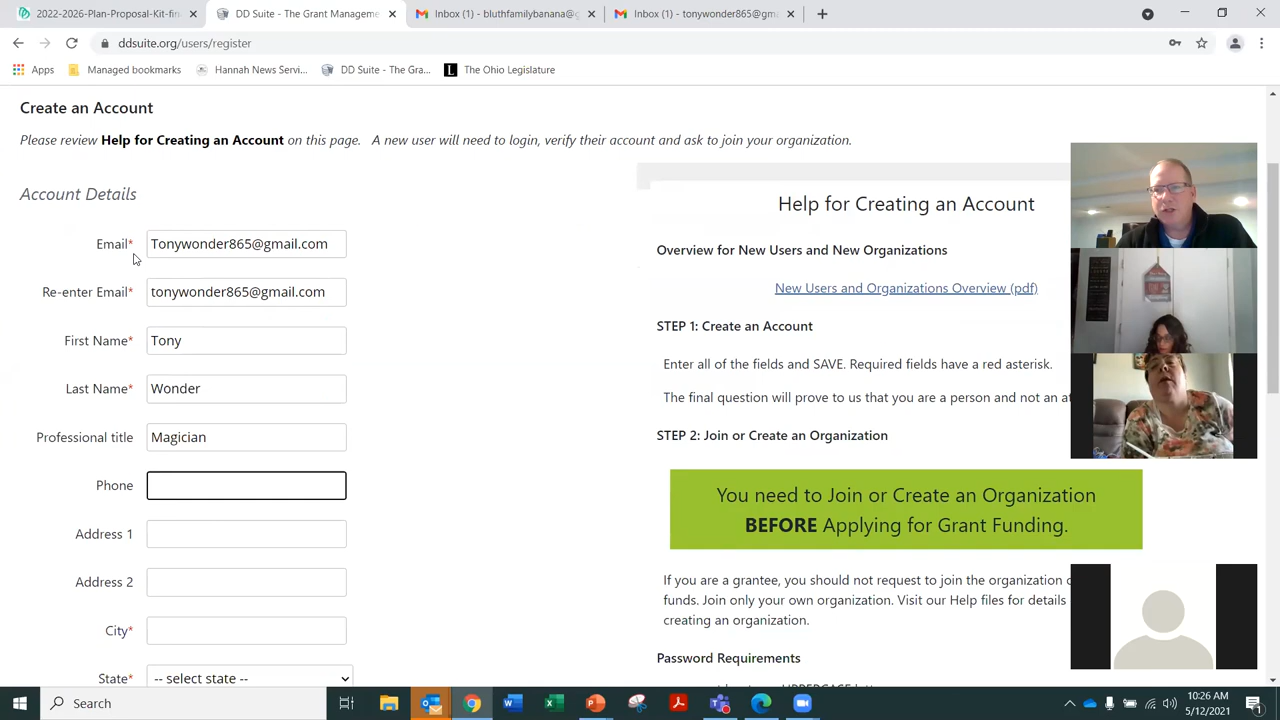 2022-2026-Plan-Proposal-Kit-fin
DD Suite - The Grant Manageme
Inbox (1) - bluthfamilybanana@g
Inbox (1) - tonywonder865@gma
ddsuite.org/users/register
Apps
Managed bookmarks
Hannah News Servi...
DD Suite - The Gra...
The Ohio Legislature
Create an Account
Please review Help for Creating an Account on this page. A new user will need to login, verify their account and ask to join your organization.
Account Details
Email* Tonywonder865@gmail.com
Re-enter Email* tonywonder865@gmail.com
First Name* Tony
Last Name* Wonder
Professional title Magician
Phone
Address 1
Address 2
City*
State* -- select state --
Help for Creating an Account
Overview for New Users and New Organizations
New Users and Organizations Overview (pdf)
STEP 1: Create an Account
Enter all of the fields and SAVE. Required fields have a red asterisk.
The final question will prove to us that you are a person and not an
STEP 2: Join or Create an Organization
You need to Join or Create an Organization
BEFORE Applying for Grant Funding.
If you are a grantee, you should not request to join the organization
funds. Join only your own organization. Visit our Help files for details
creating an organization.
Password Requirements
Search
10:26 AM
5/12/2021